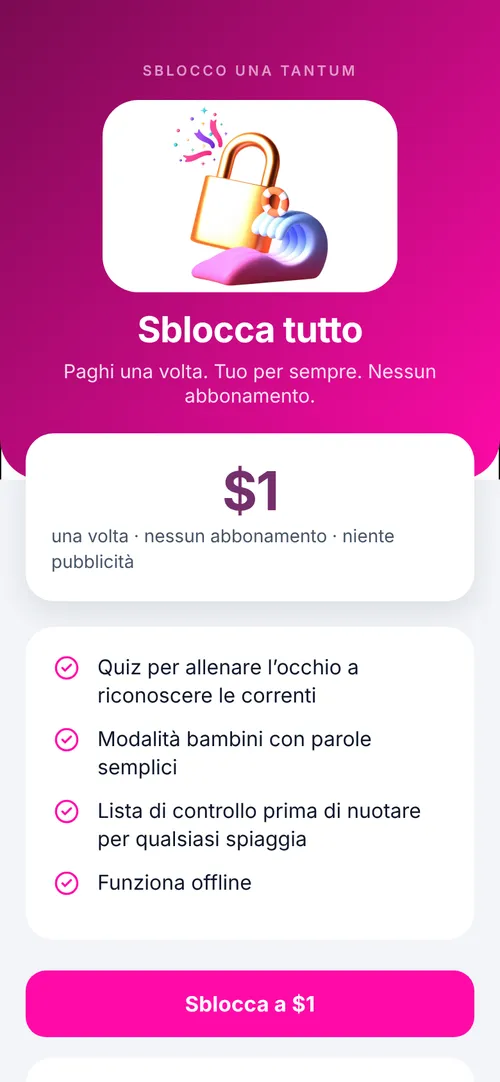 SBLOCCO UNA TANTUM
Sblocca tutto
Paghi una volta. Tuo per sempre. Nessun
abbonamento.
$1
una volta · nessun abbonamento · niente
pubblicità
Quiz per allenare l’occhio a
riconoscere le correnti
Modalità bambini con parole
semplici
Lista di controllo prima di nuotare
per qualsiasi spiaggia
Funziona offline
Sblocca a $1